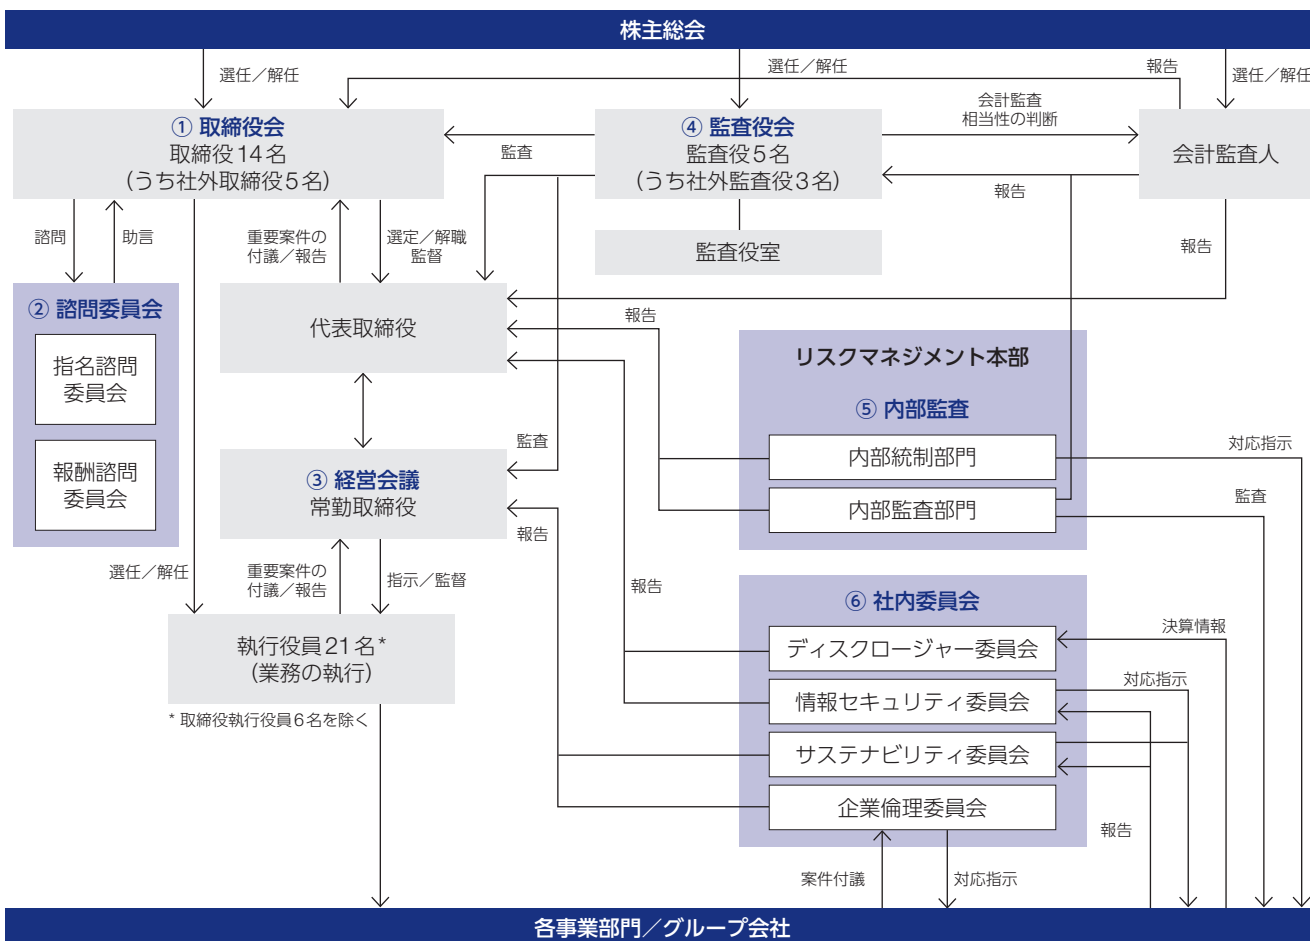 株主総会
選任／解任
選任／解任
報告
選任／解任
① 取締役会
取締役14名
(うち社外取締役5名)
監査
④ 監査役会
監査役5名
(うち社外監査役3名)
会計監査
相当性の判断
会計監査人
報告
監査役室
諮問
助言
重要案件の
付議／報告
選定／解職
監督
報告
② 諮問委員会
指名諮問
委員会
報酬諮問
委員会
代表取締役
報告
リスクマネジメント本部
⑤ 内部監査
内部統制部門
内部監査部門
対応指示
監査
監査
③ 経営会議
常勤取締役
報告
選任／解任
重要案件の
付議／報告
指示／監督
報告
⑥ 社内委員会
ディスクロージャー委員会
情報セキュリティ委員会
サステナビリティ委員会
企業倫理委員会
決算情報
対応指示
執行役員21名*
(業務の執行)
* 取締役執行役員6名を除く
報告
案件付議
対応指示
各事業部門／グループ会社